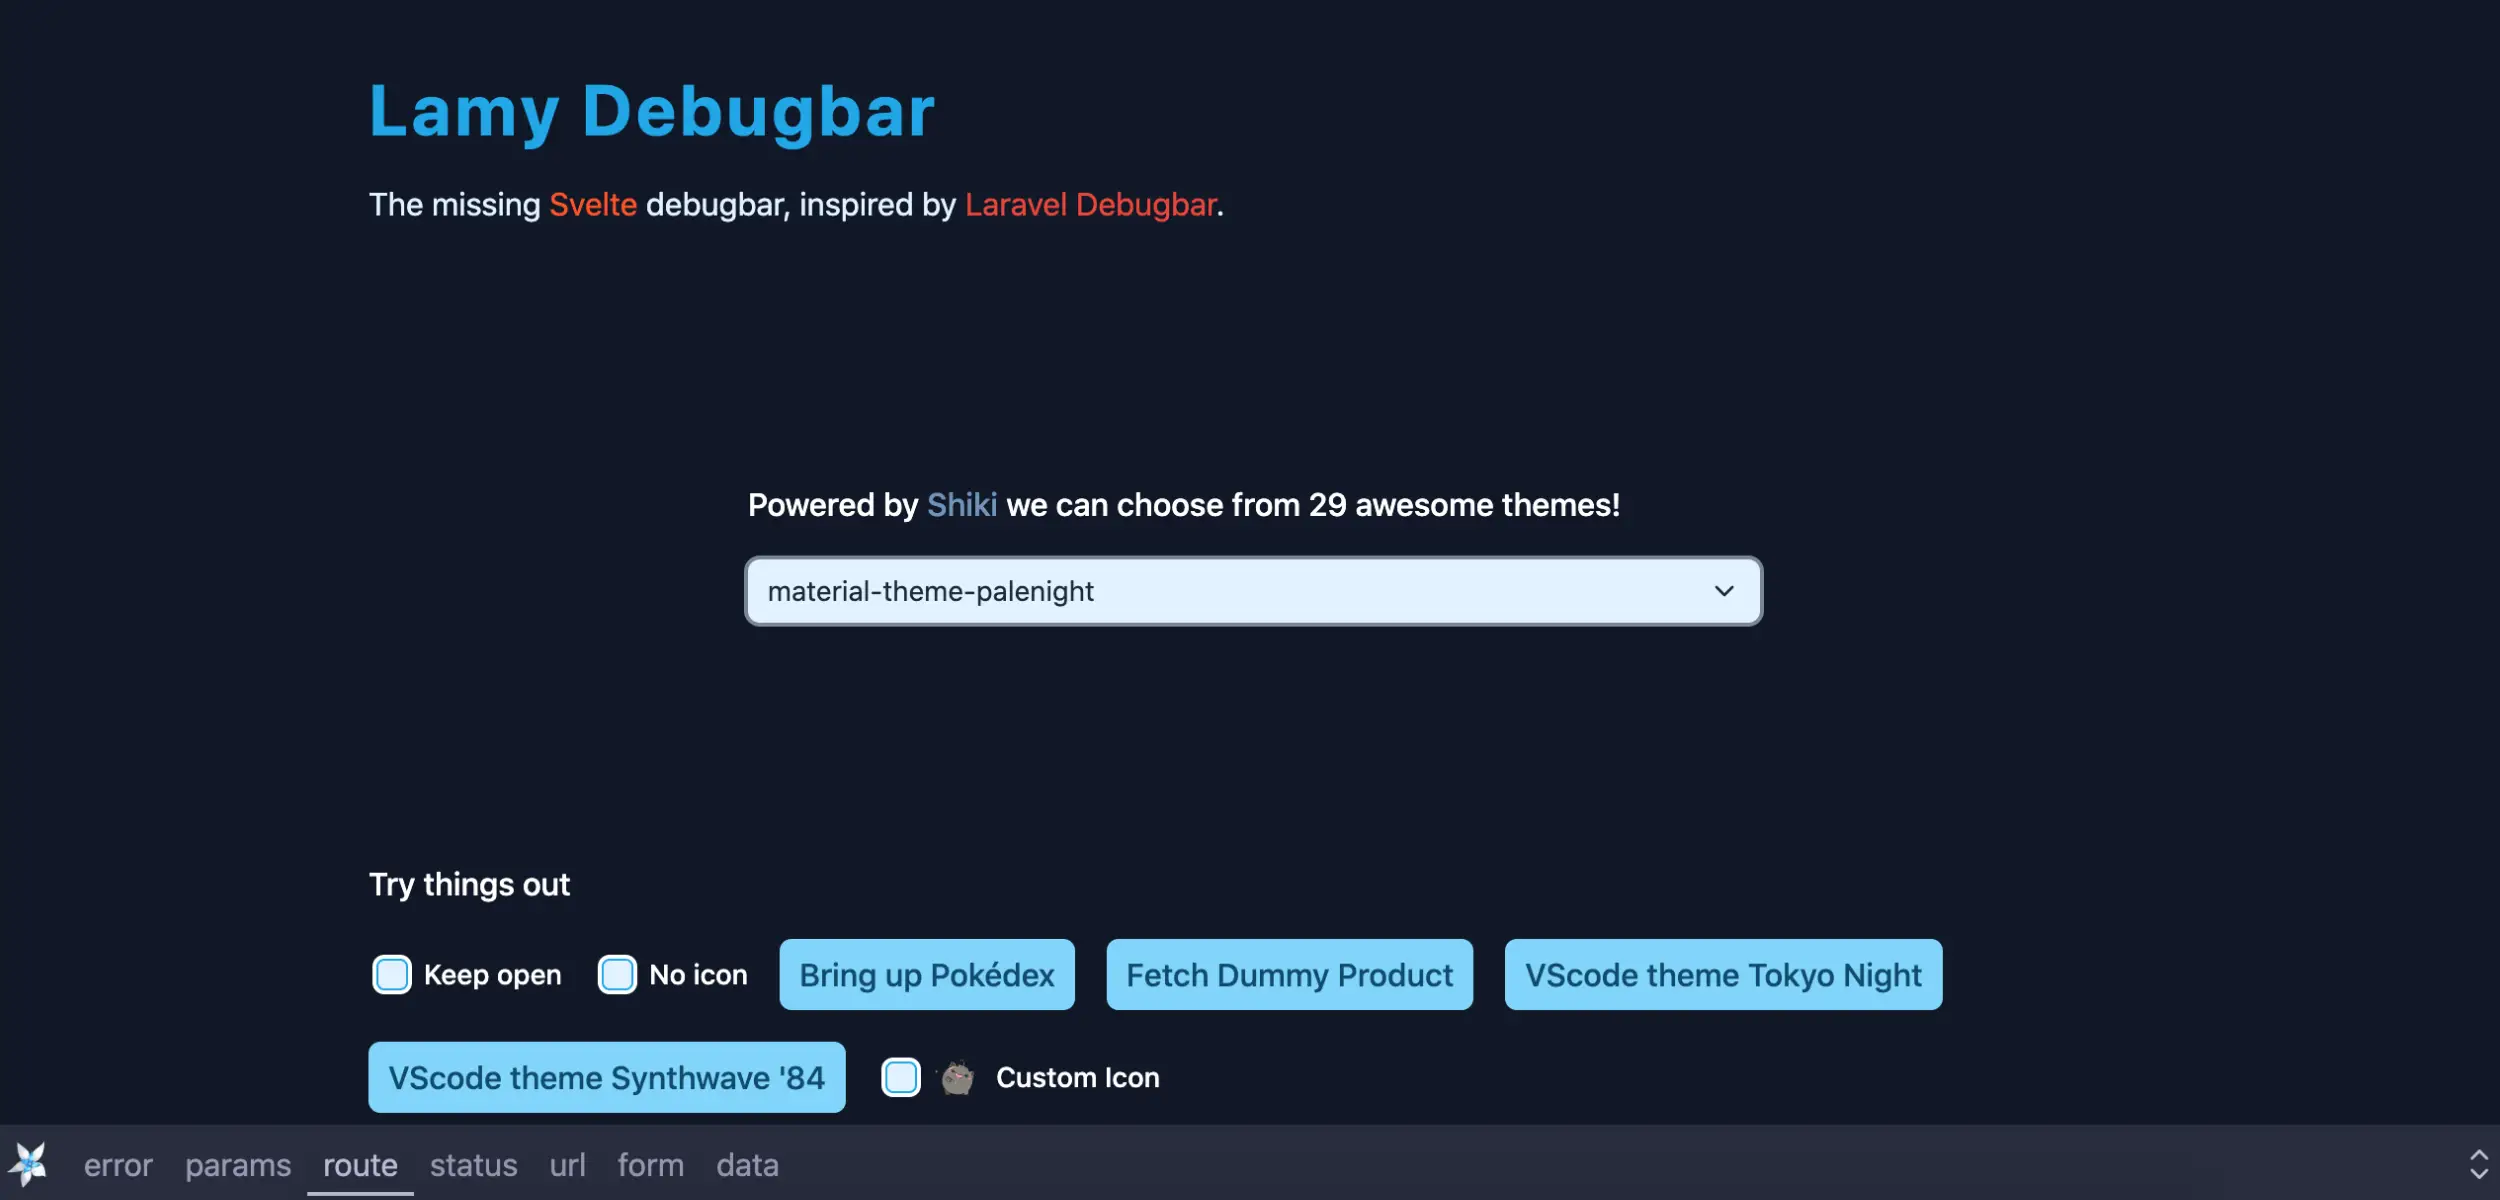 Lamy Debugbar
The missing Svelte debugbar, inspired by Laravel Debugbar.
Powered by Shiki we can choose from 29 awesome themes!
material-theme-palenight
Try things out
Keep open No icon Bring up Pokédex Fetch Dummy Product VScode theme Tokyo Night
VScode theme Synthwave '84 Custom Icon
error params route status url form data